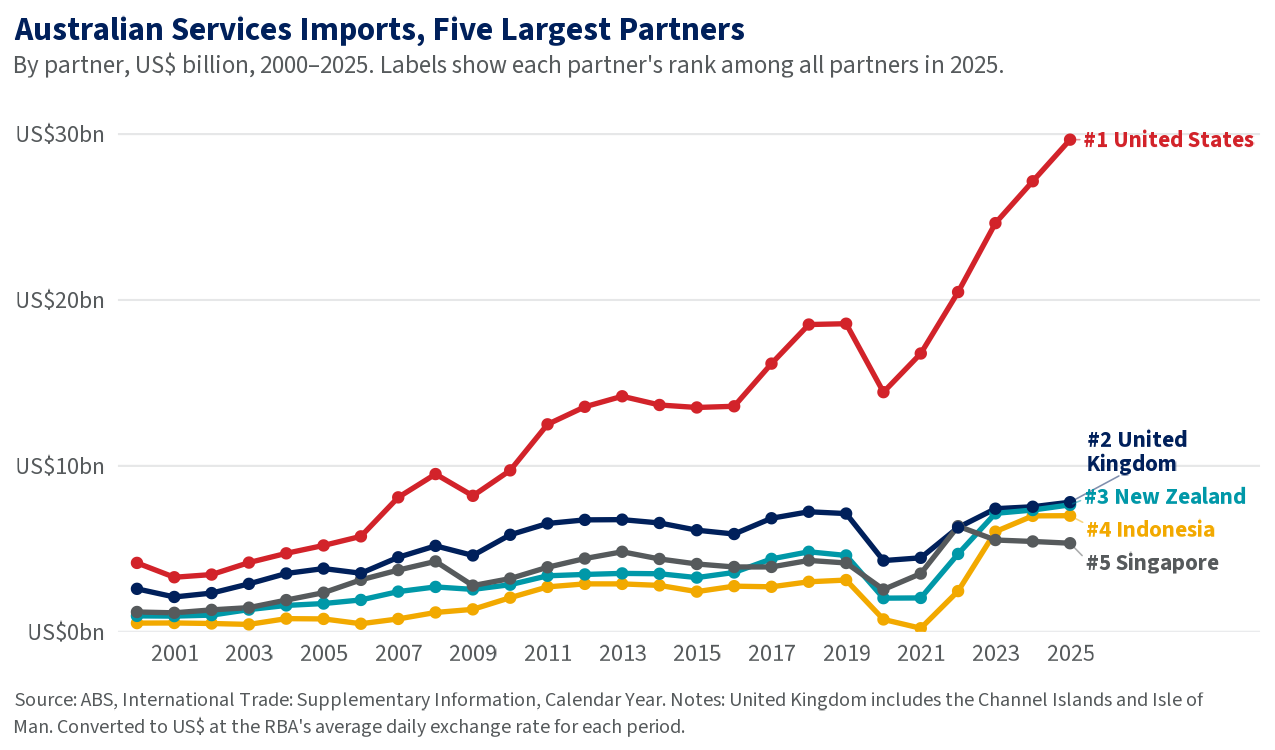 Australian Services Imports, Five Largest Partners
By partner, US$ billion, 2000–2025. Labels show each partner's rank among all partners in 2025.
US$30bn
#1 United States
US$20bn
#2 United
Kingdom
US$10bn
#3 New Zealand
#4 Indonesia
#5 Singapore
US$0bn
2001 2003 2005 2007 2009 2011 2013 2015 2017 2019 2021 2023 2025
Source: ABS, International Trade: Supplementary Information, Calendar Year. Notes: United Kingdom includes the Channel Islands and Isle of
Man. Converted to US$ at the RBA's average daily exchange rate for each period.